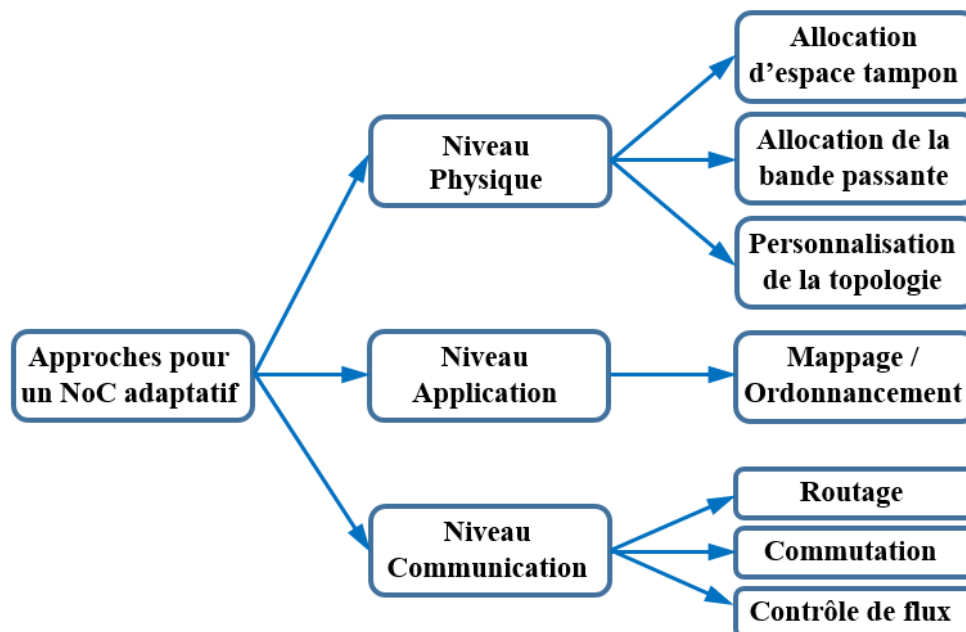 Approches pour
un NoC adaptatif
Niveau
Physique
Allocation
d’espace tampon
Allocation de la
bande passante
Personnalisation
de la topologie
Niveau
Application
Mappage /
Ordonnancement
Niveau
Communication
Routage
Commutation
Contrôle de flux